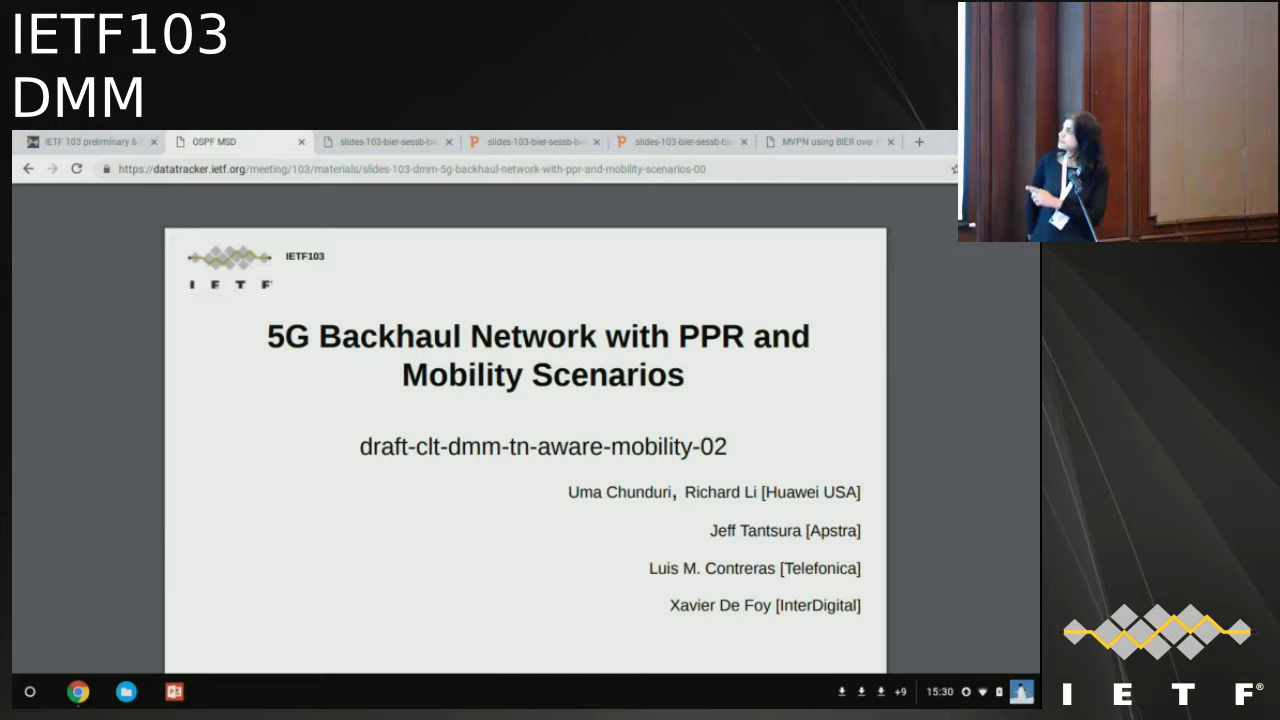 IETF103
DMM
IETF 103 preliminary &
OSPF MSD
slides-103-bier-sessb-
slides-103-bier-sessb-
slides-103-bier-sessb-
MVPN using BIER over
https://datatracker.ietf.org/meeting/103/materials/slides-103-dmm-5g-backhaul-network-with-ppr-and-mobility-scenarios-00
IETF103
I E T F
5G Backhaul Network with PPR and
Mobility Scenarios
draft-clt-dmm-tn-aware-mobility-02
Uma Chunduri, Richard Li [Huawei USA]
Jeff Tantsura [Apstra]
Luis M. Contreras [Telefonica]
Xavier De Foy [InterDigital]
+9 15:30
I E T F®